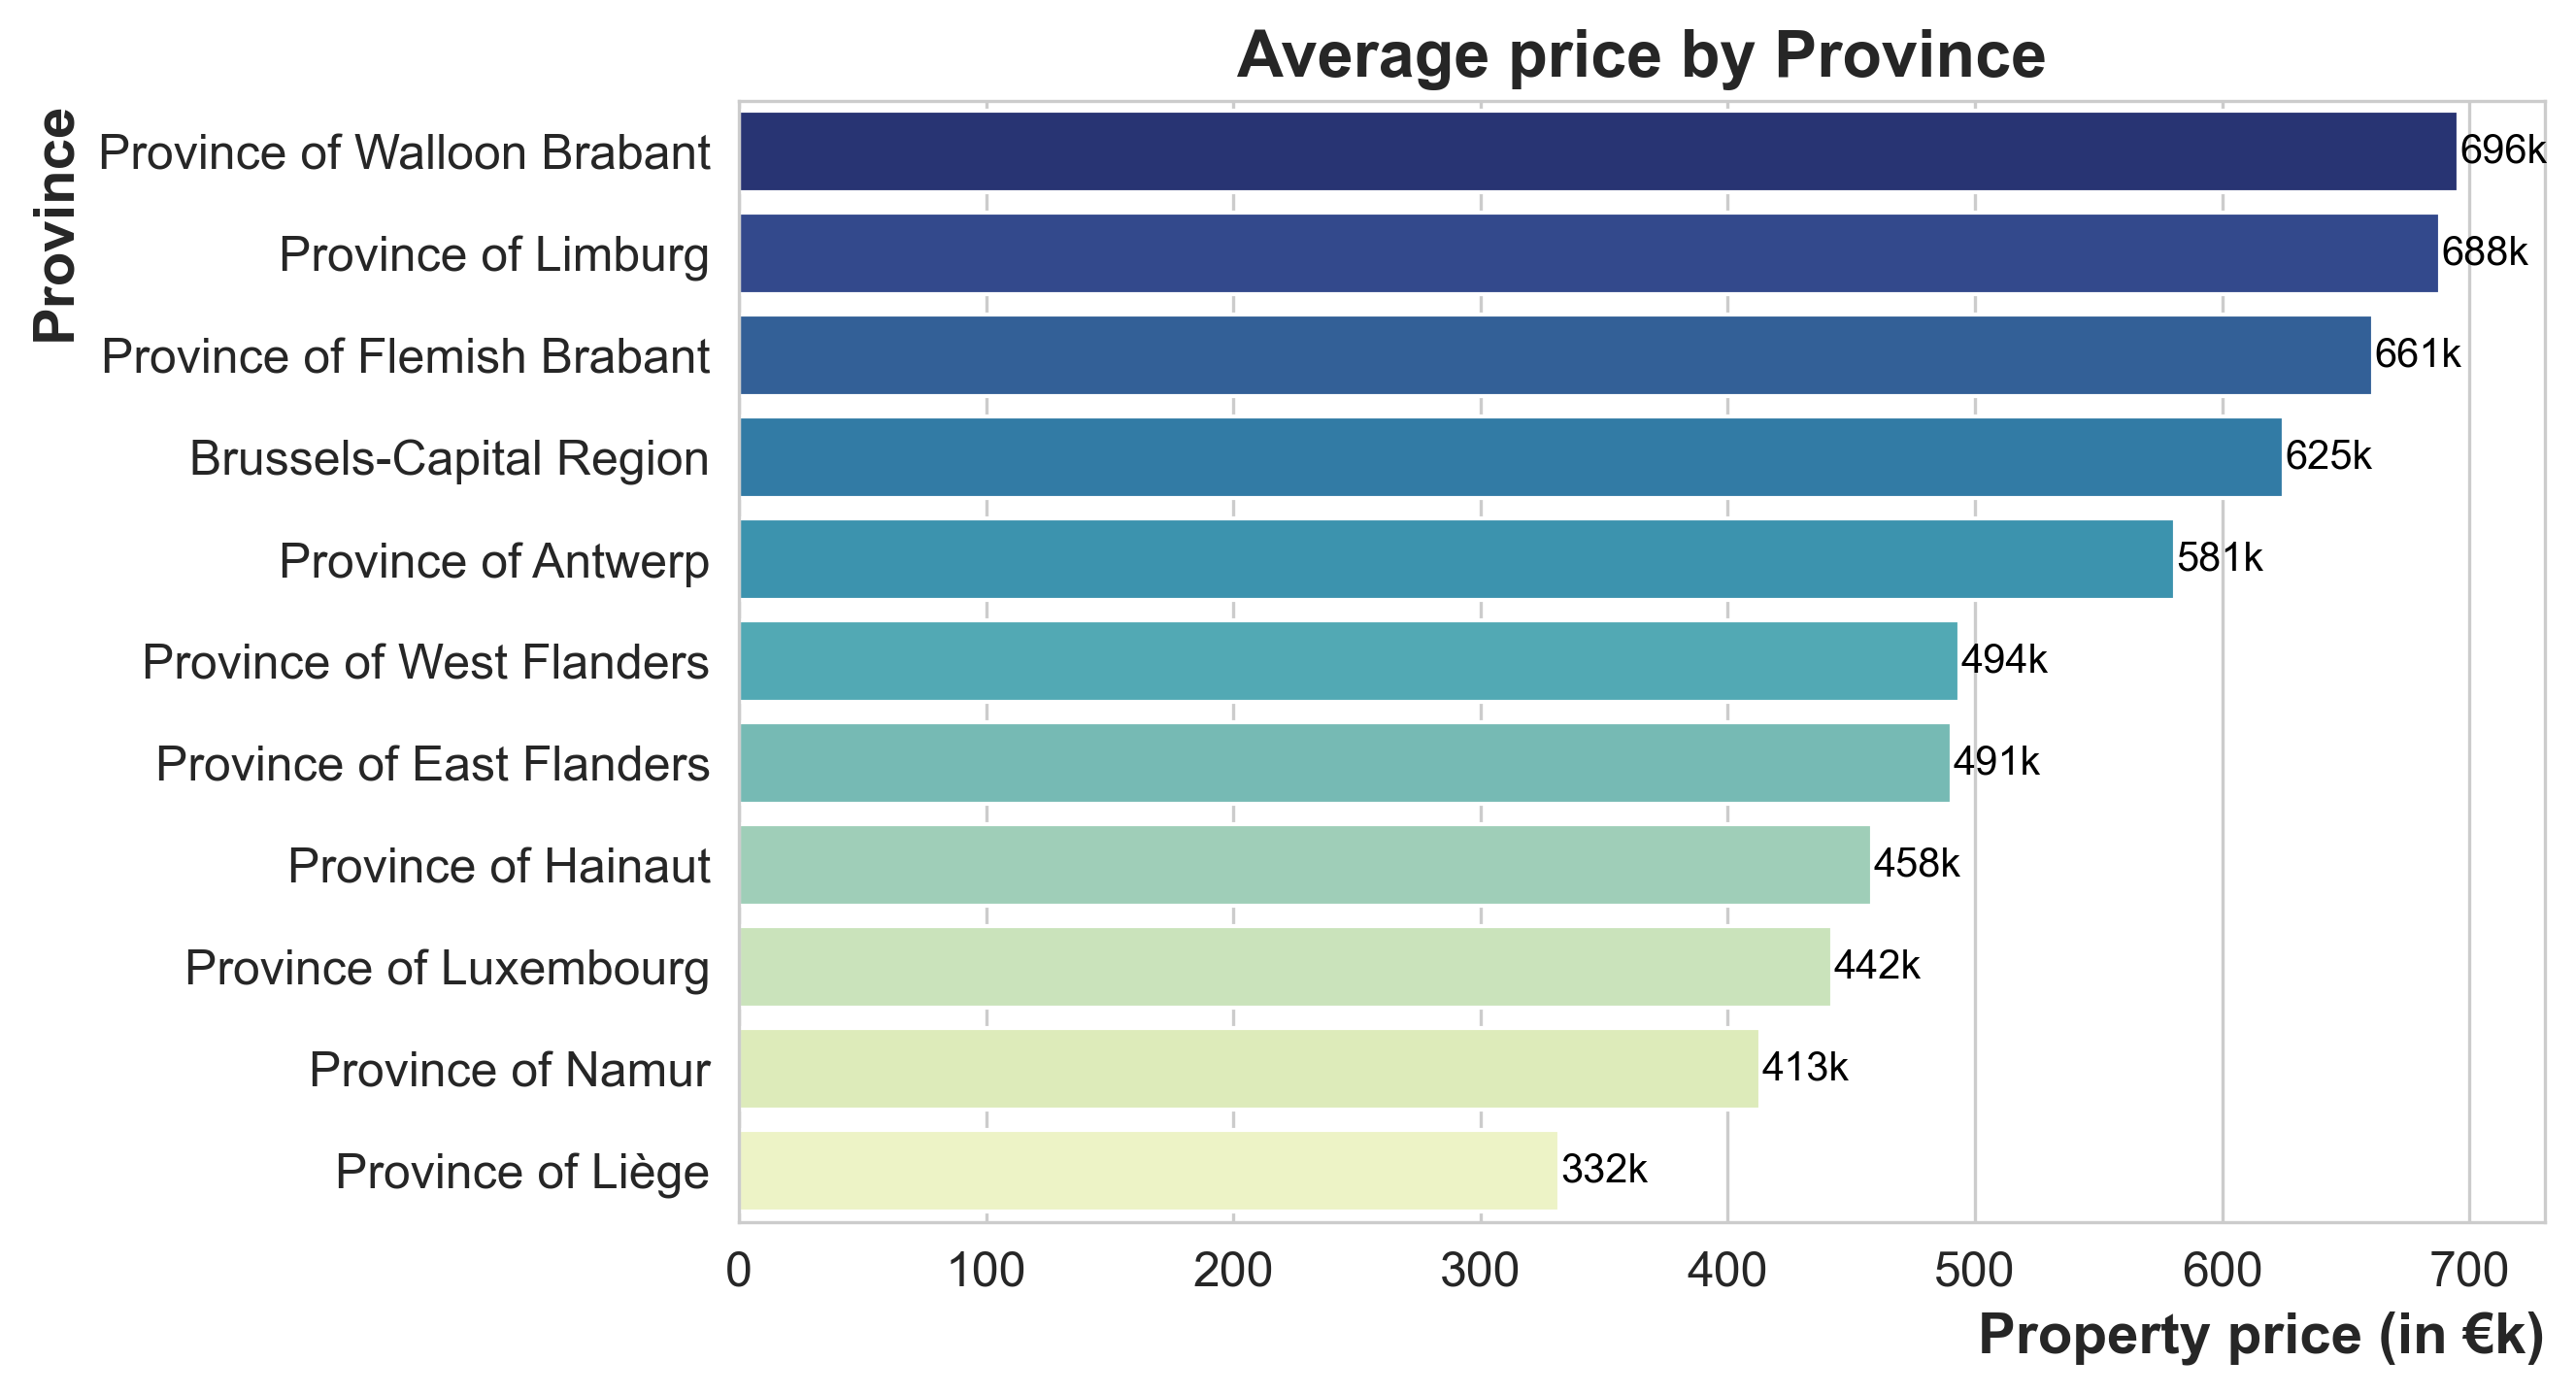 Average price by Province
Province
Province of Walloon Brabant 696k
Province of Limburg 688k
Province of Flemish Brabant 661k
Brussels-Capital Region 625k
Province of Antwerp 581k
Province of West Flanders 494k
Province of East Flanders 491k
Province of Hainaut 458k
Province of Luxembourg 442k
Province of Namur 413k
Province of Liège 332k
0 100 200 300 400 500 600 700
Property price (in €k)